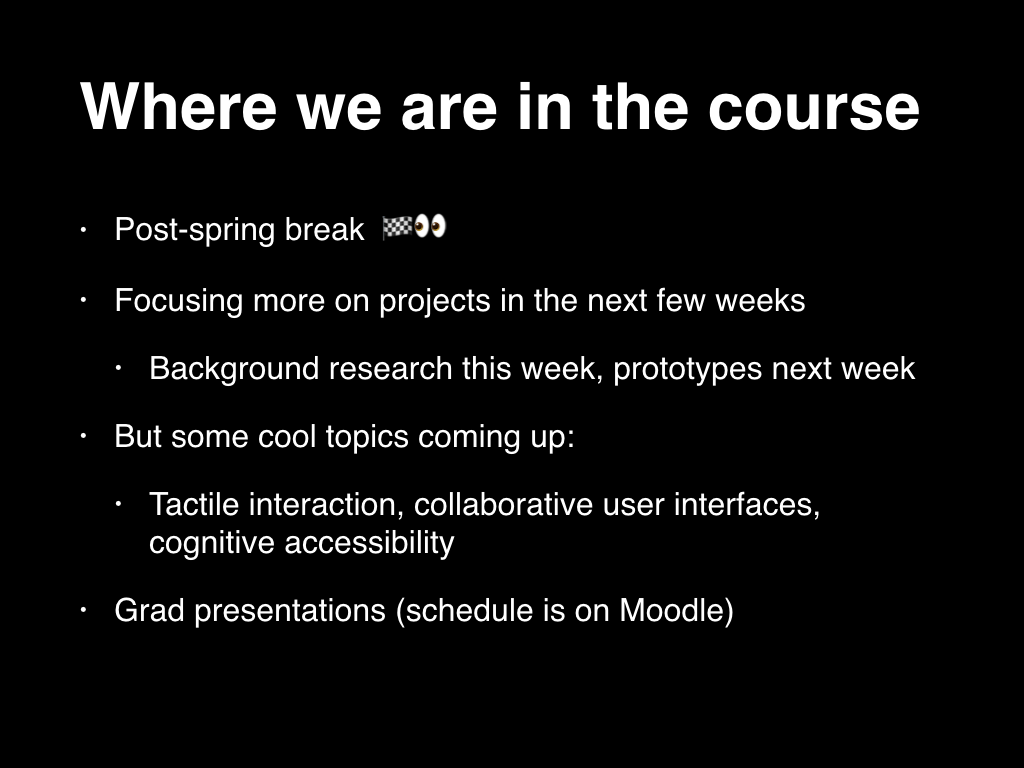 Where we are in the course
• Post-spring break 🏁👀
• Focusing more on projects in the next few weeks
• Background research this week, prototypes next week
• But some cool topics coming up:
• Tactile interaction, collaborative user interfaces,
cognitive accessibility
• Grad presentations (schedule is on Moodle)